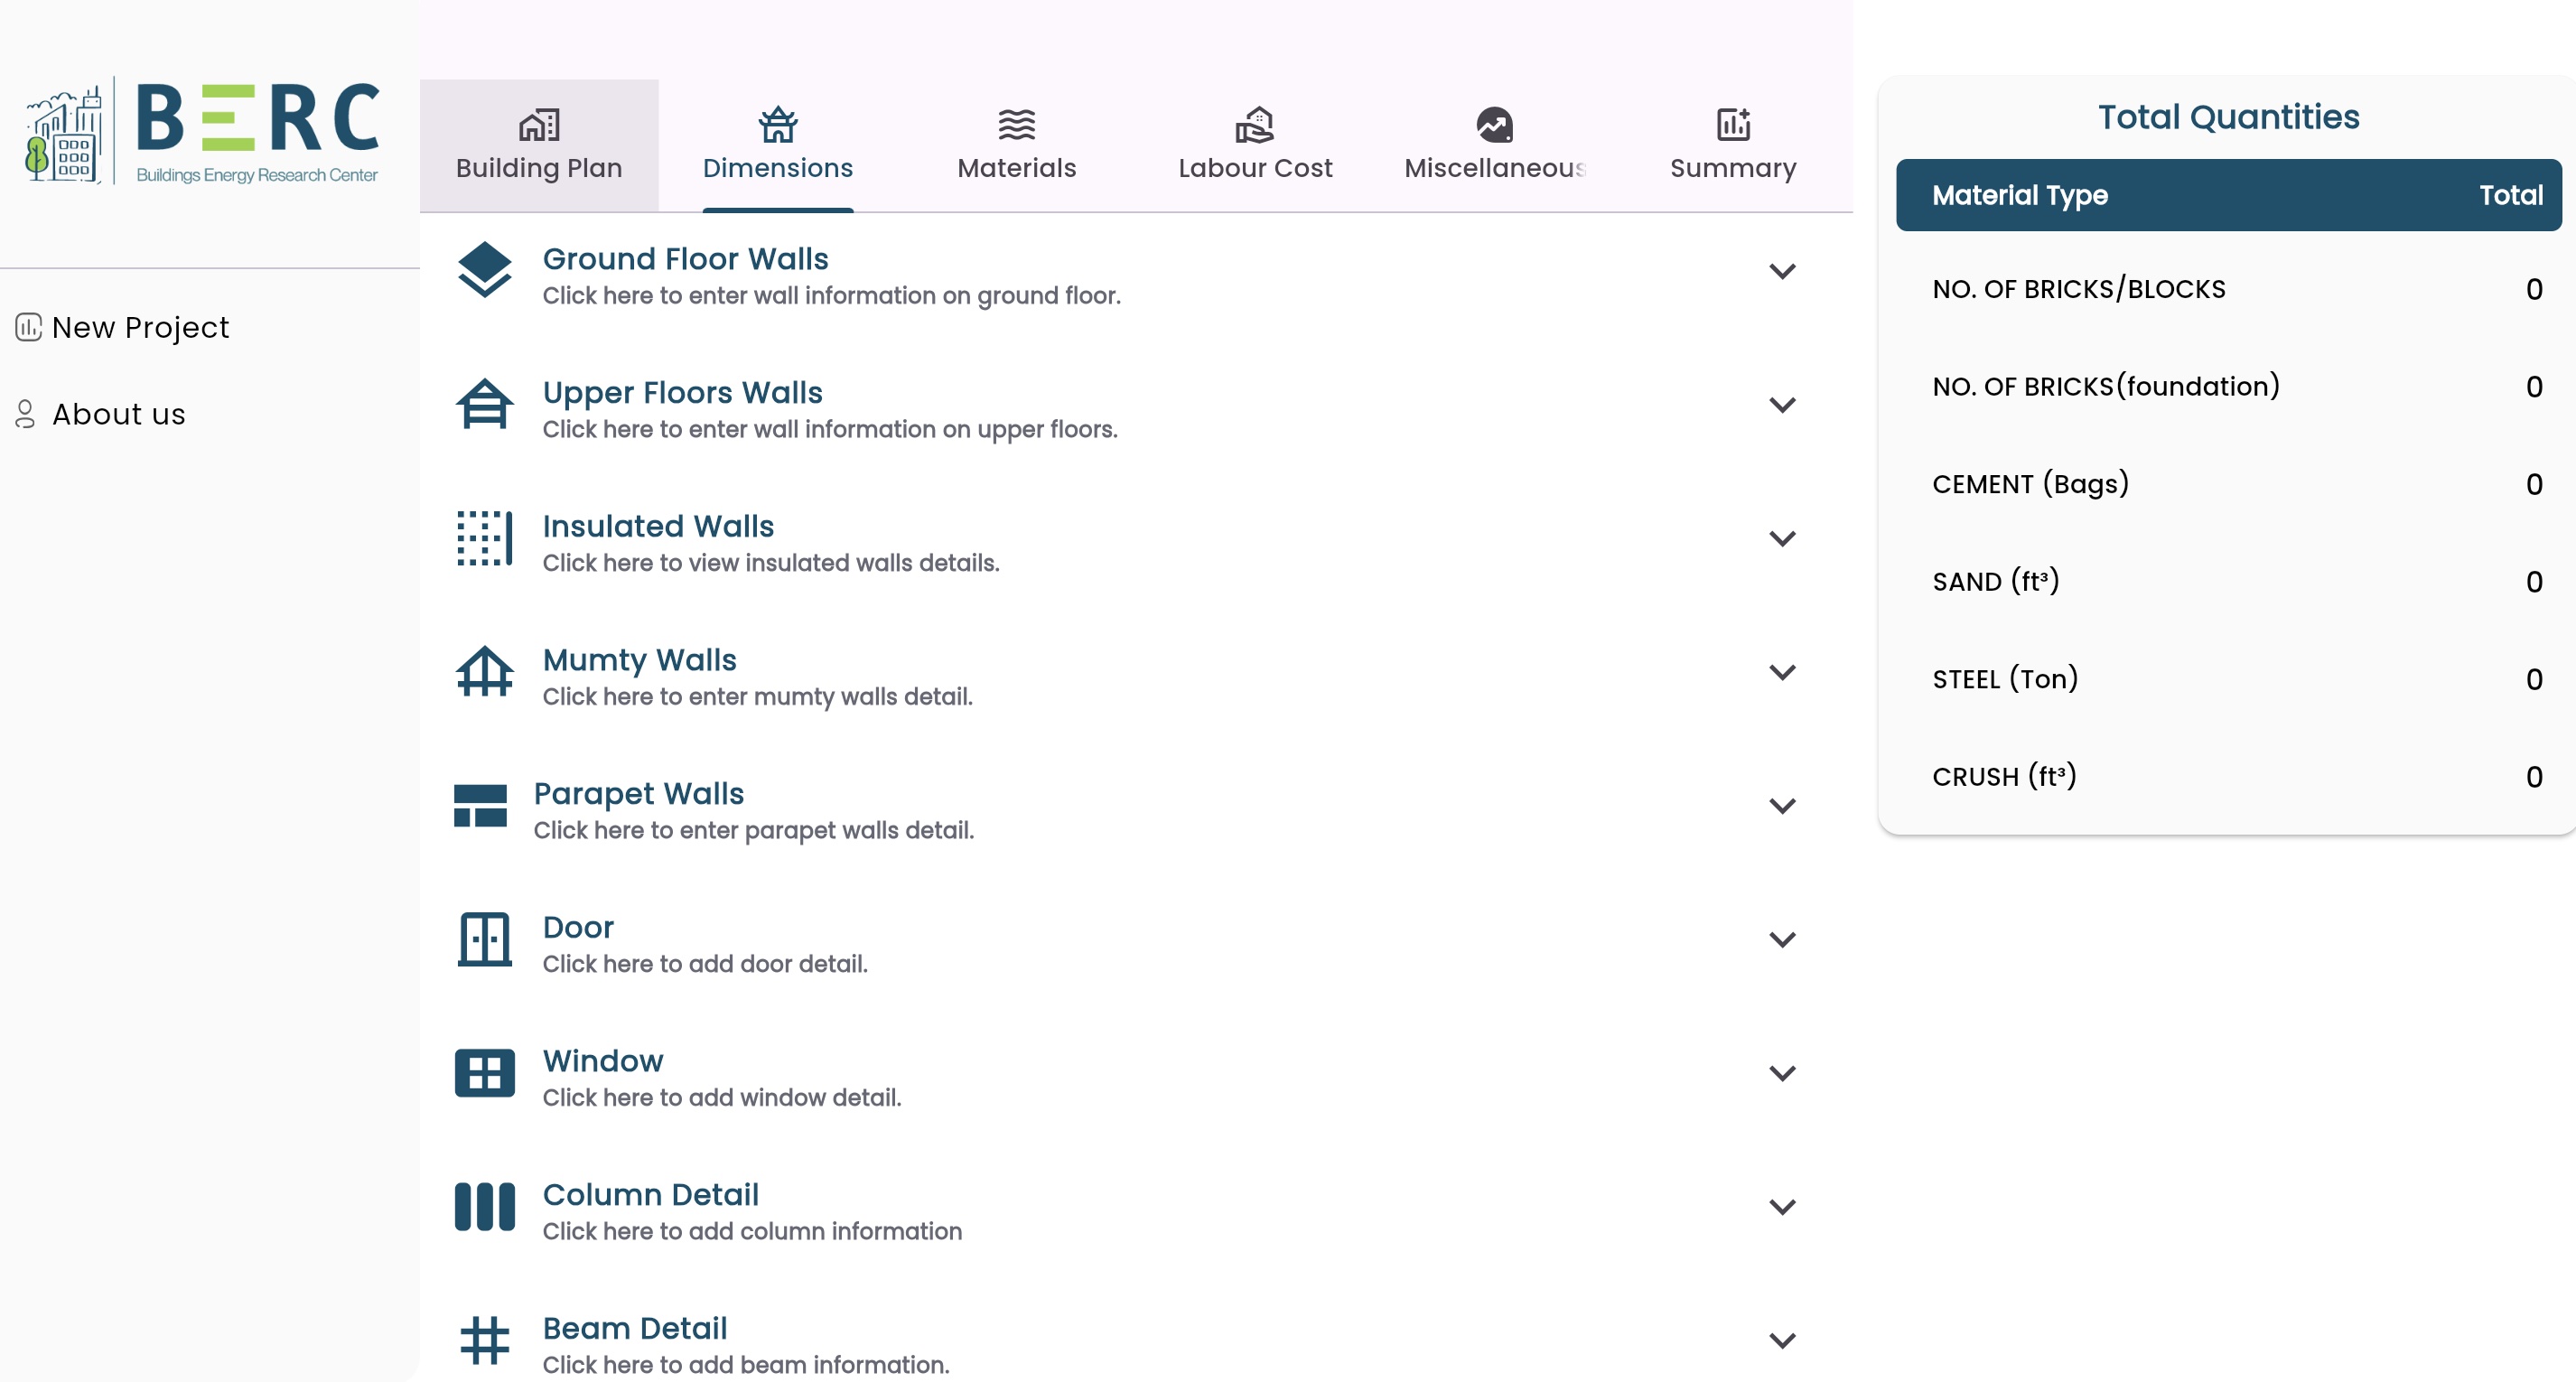 BERC
Buildings Energy Research Center
New Project
About us
Building Plan
Dimensions
Materials
Labour Cost
Miscellaneous
Summary
Ground Floor Walls
Click here to enter wall information on ground floor.
Upper Floors Walls
Click here to enter wall information on upper floors.
Insulated Walls
Click here to view insulated walls details.
Mumty Walls
Click here to enter mumty walls detail.
Parapet Walls
Click here to enter parapet walls detail.
Door
Click here to add door detail.
Window
Click here to add window detail.
Column Detail
Click here to add column information
Beam Detail
Click here to add beam information.
Total Quantities
Material Type Total
NO. OF BRICKS/BLOCKS 0
NO. OF BRICKS(foundation) 0
CEMENT (Bags) 0
SAND (ft³) 0
STEEL (Ton) 0
CRUSH (ft³) 0